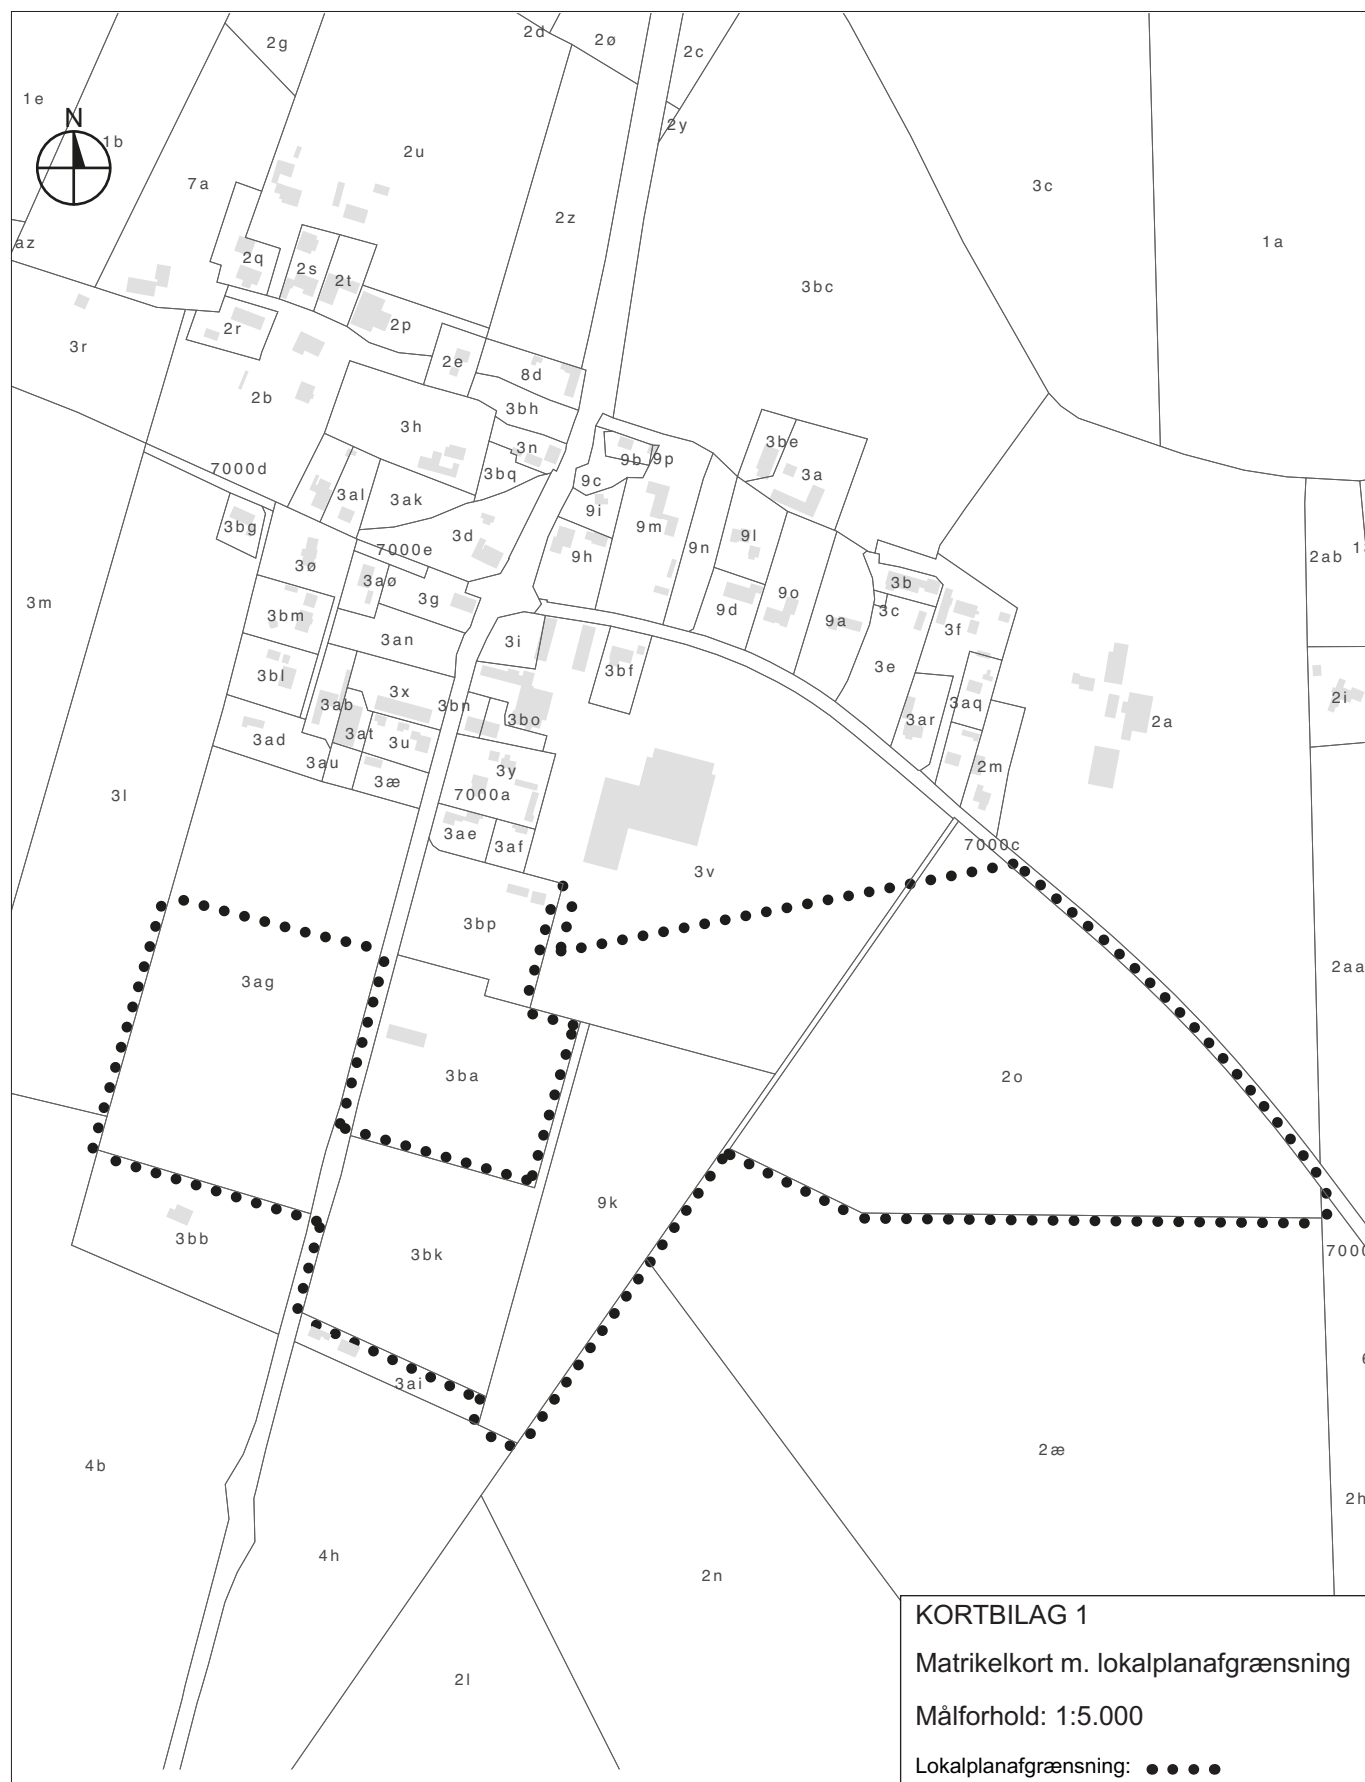 2g
2d
2ø
2c
1e
N
1b
2y
7a
2u
3c
2z
1a
az
2q
2s
2t
3bc
2r
2p
3r
2e
8d
2b
3bh
3h
3n
3be
9b
9p
7000d
3bq
9c
3a
3al
3ak
9i
9m
3bg
3d
9l
7000e
9n
1
3ø
9h
2ab
3aø
3b
3m
3g
9d
9o
3bm
3c
9a
3f
3an
3i
3e
3bl
3bf
3x
3ab
3bn
3aq
2i
3bo
3ar
2a
3ad
3at
3u
3au
3y
2m
3æ
3l
7000a
3ae
3af
7000c
3v
3bp
2aa
3ag
3ba
2o
9k
3bb
3bk
7000
6
3ai
2æ
4b
2h
4h
2n
2l
KORTBILAG 1
Matrikelkort m. lokalplanafgrænsning
Målforhold: 1:5.000
Lokalplanafgrænsning: